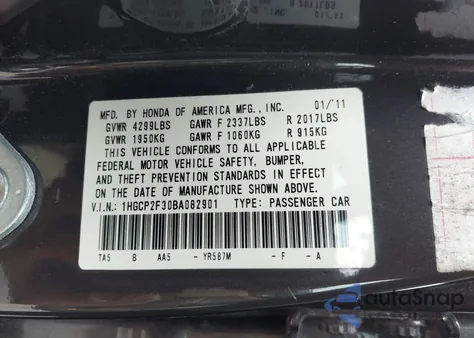 MFD. BY HONDA OF AMERICA MFG., INC. 01/'11
GVWR 4299LBS GAWR F 2337LBS R 2017LBS
GVWR 1950KG GAWR F 1060KG R 915KG
THIS VEHICLE CONFORMS TO ALL APPLICABLE
FEDERAL MOTOR VEHICLE SAFETY, BUMPER,
AND THEFT PREVENTION STANDARDS IN EFFECT
ON THE DATE OF MANUFACTURE SHOWN ABOVE.
V.I.N.: 1HGCP2F30BA082901 TYPE: PASSENGER CAR
TA5 B AA5 - YR587M - F - A
autoSnap